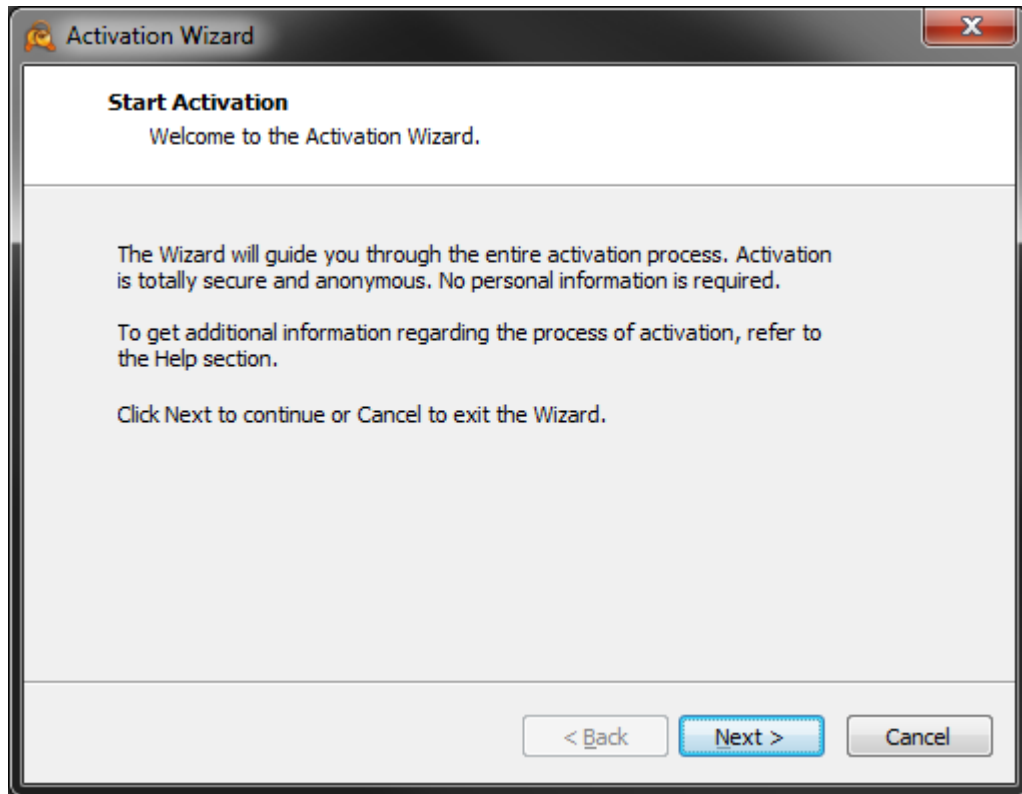 Activation Wizard
Start Activation
Welcome to the Activation Wizard.
The Wizard will guide you through the entire activation process. Activation
is totally secure and anonymous. No personal information is required.
To get additional information regarding the process of activation, refer to
the Help section.
Click Next to continue or Cancel to exit the Wizard.
< Back Next > Cancel